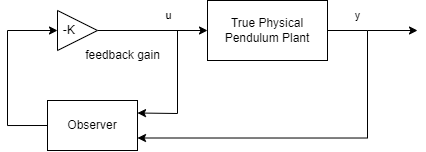 u
y
-K
True Physical
Pendulum Plant
feedback gain
Observer